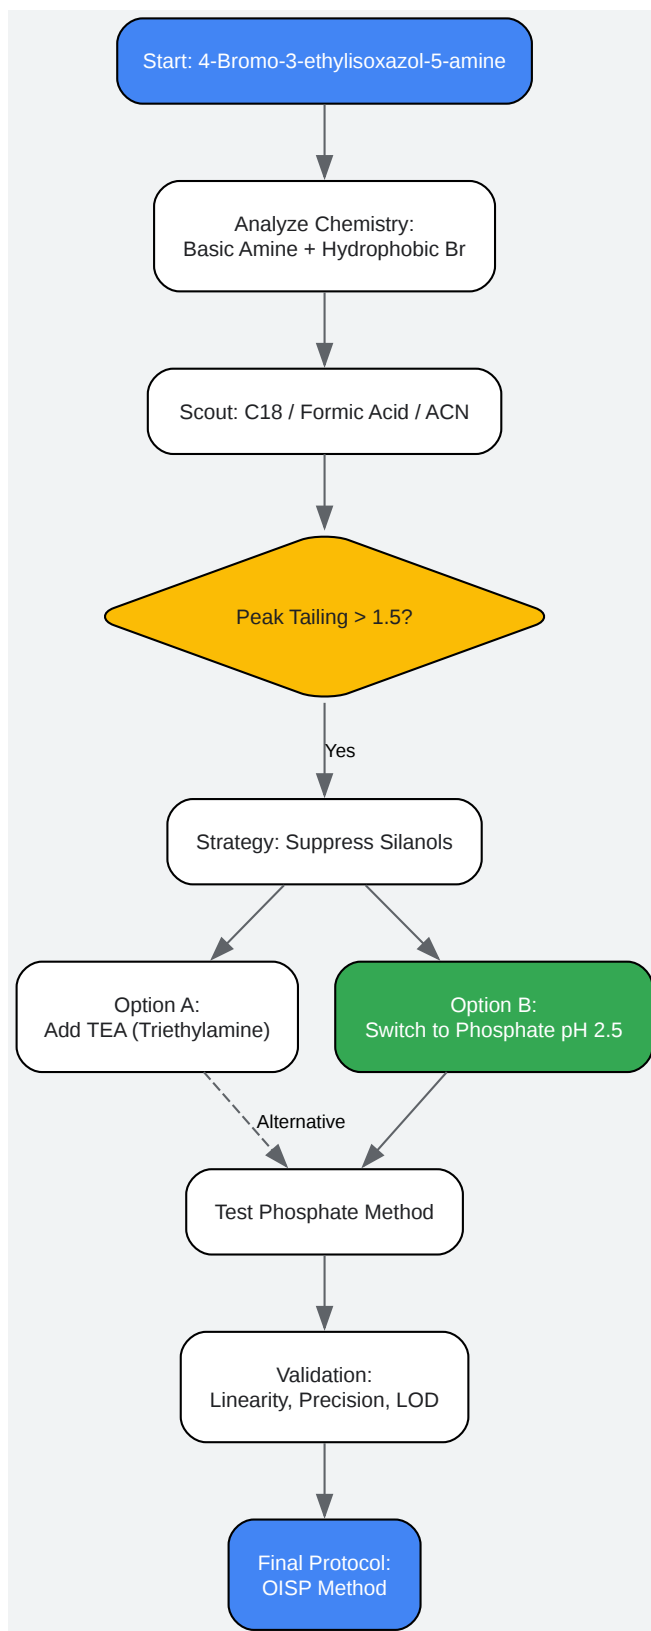 Start: 4-Bromo-3-ethylisoxazol-5-amine
Analyze Chemistry:
Basic Amine + Hydrophobic Br
Scout: C18 / Formic Acid / ACN
Peak Tailing > 1.5?
Yes
Strategy: Suppress Silanols
Option A:
Add TEA (Triethylamine)
Option B:
Switch to Phosphate pH 2.5
Alternative
Test Phosphate Method
Validation:
Linearity, Precision, LOD
Final Protocol:
OISP Method